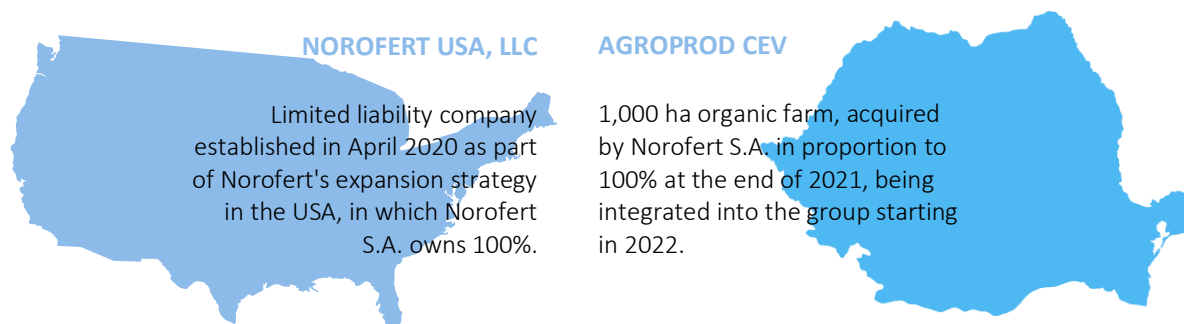 NOROFERT USA, LLC
Limited liability company
established in April 2020 as part
of Norofert's expansion strategy
in the USA, in which Norofert
S.A. owns 100%.
AGROPROD CEV
1,000 ha organic farm, acquired
by Norofert S.A. in proportion to
100% at the end of 2021, being
integrated into the group starting
in 2022.